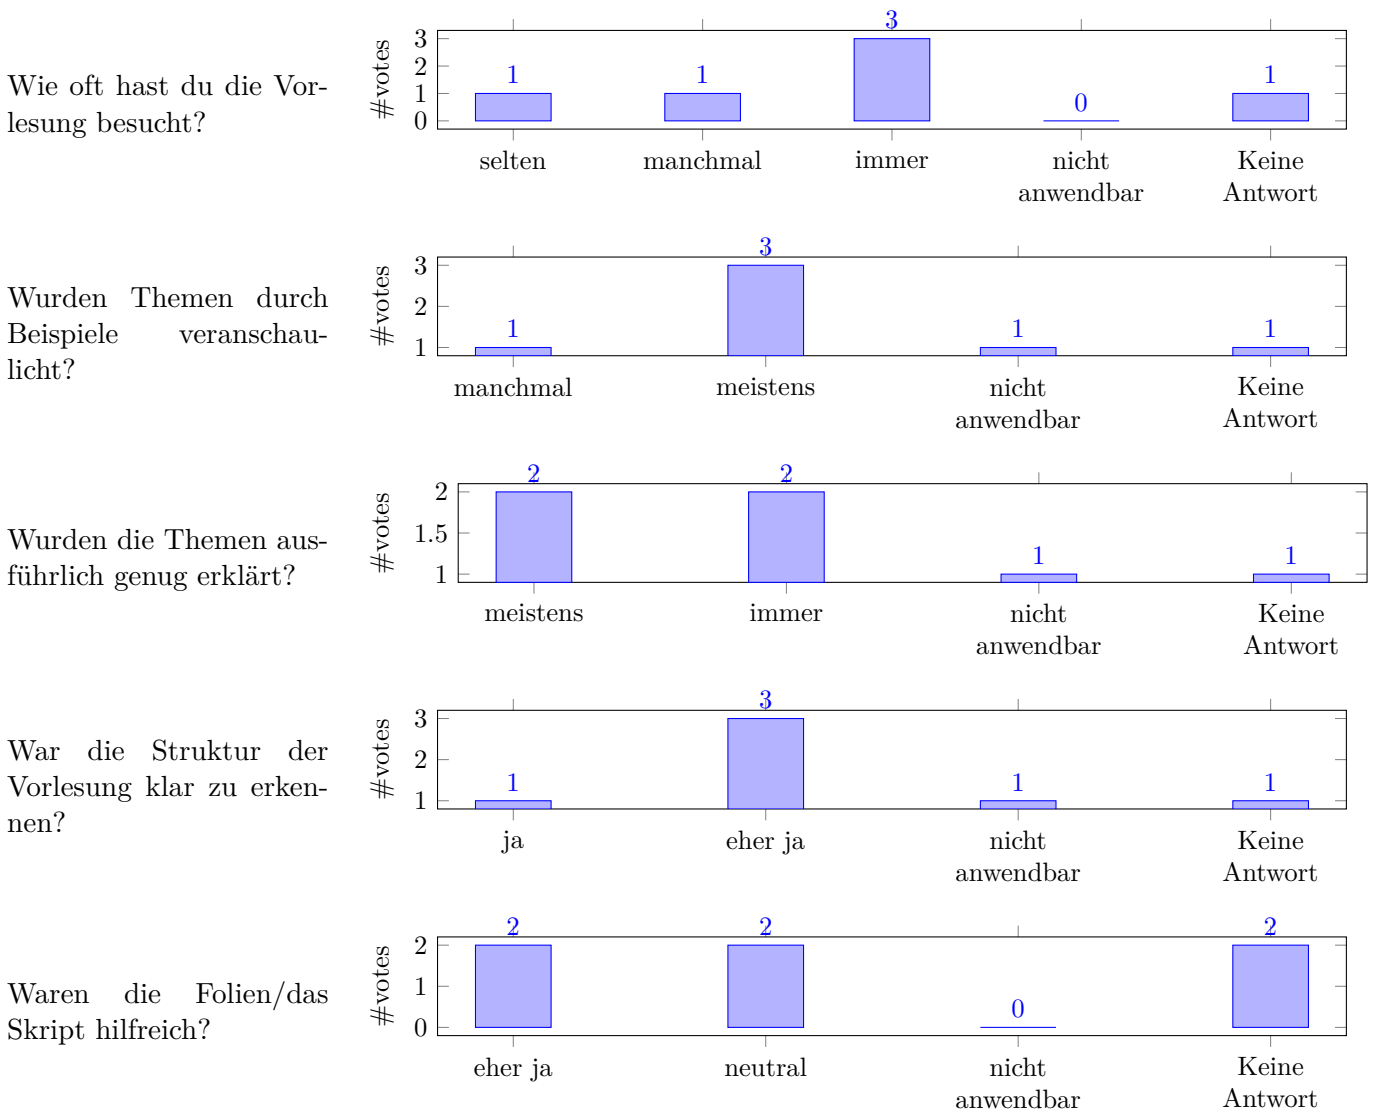 Wie oft hast du die Vor-
lesung besucht?
#votes
3
2
1
0
1
1
3
0
1
selten
manchmal
immer
nicht
anwendbar
Keine
Antwort
Wurden Themen durch
Beispiele veranschau-
licht?
#votes
3
2
1
1
3
1
1
manchmal
meistens
nicht
anwendbar
Keine
Antwort
Wurden die Themen aus-
führlich genug erklärt?
#votes
2
1.5
1
2
2
1
1
meistens
immer
nicht
anwendbar
Keine
Antwort
War die Struktur der
Vorlesung klar zu erken-
nen?
#votes
3
2
1
1
3
1
1
ja
eher ja
nicht
anwendbar
Keine
Antwort
Waren die Folien/das
Skript hilfreich?
#votes
2
1
0
2
2
0
2
eher ja
neutral
nicht
anwendbar
Keine
Antwort